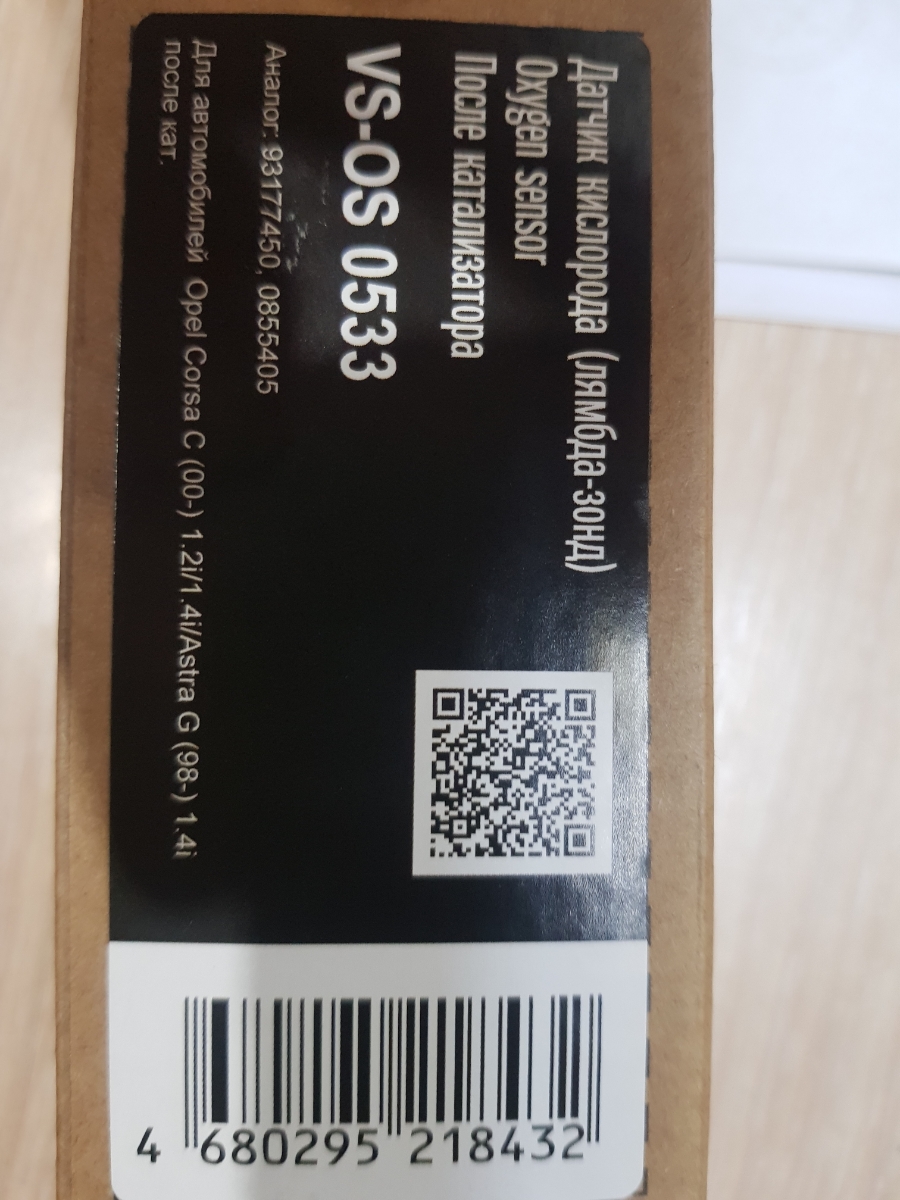 Датчик кислорода (лямбда-зонд)
Oxygen sensor
После катализатора
VS-OS 0533
Аналог: 93177450, 0855405
Для автомобилей Opel Corsa C (00-) 1.2i/1.4i/Astra G (98-) 1.4i
после кат.
4 680295 218432